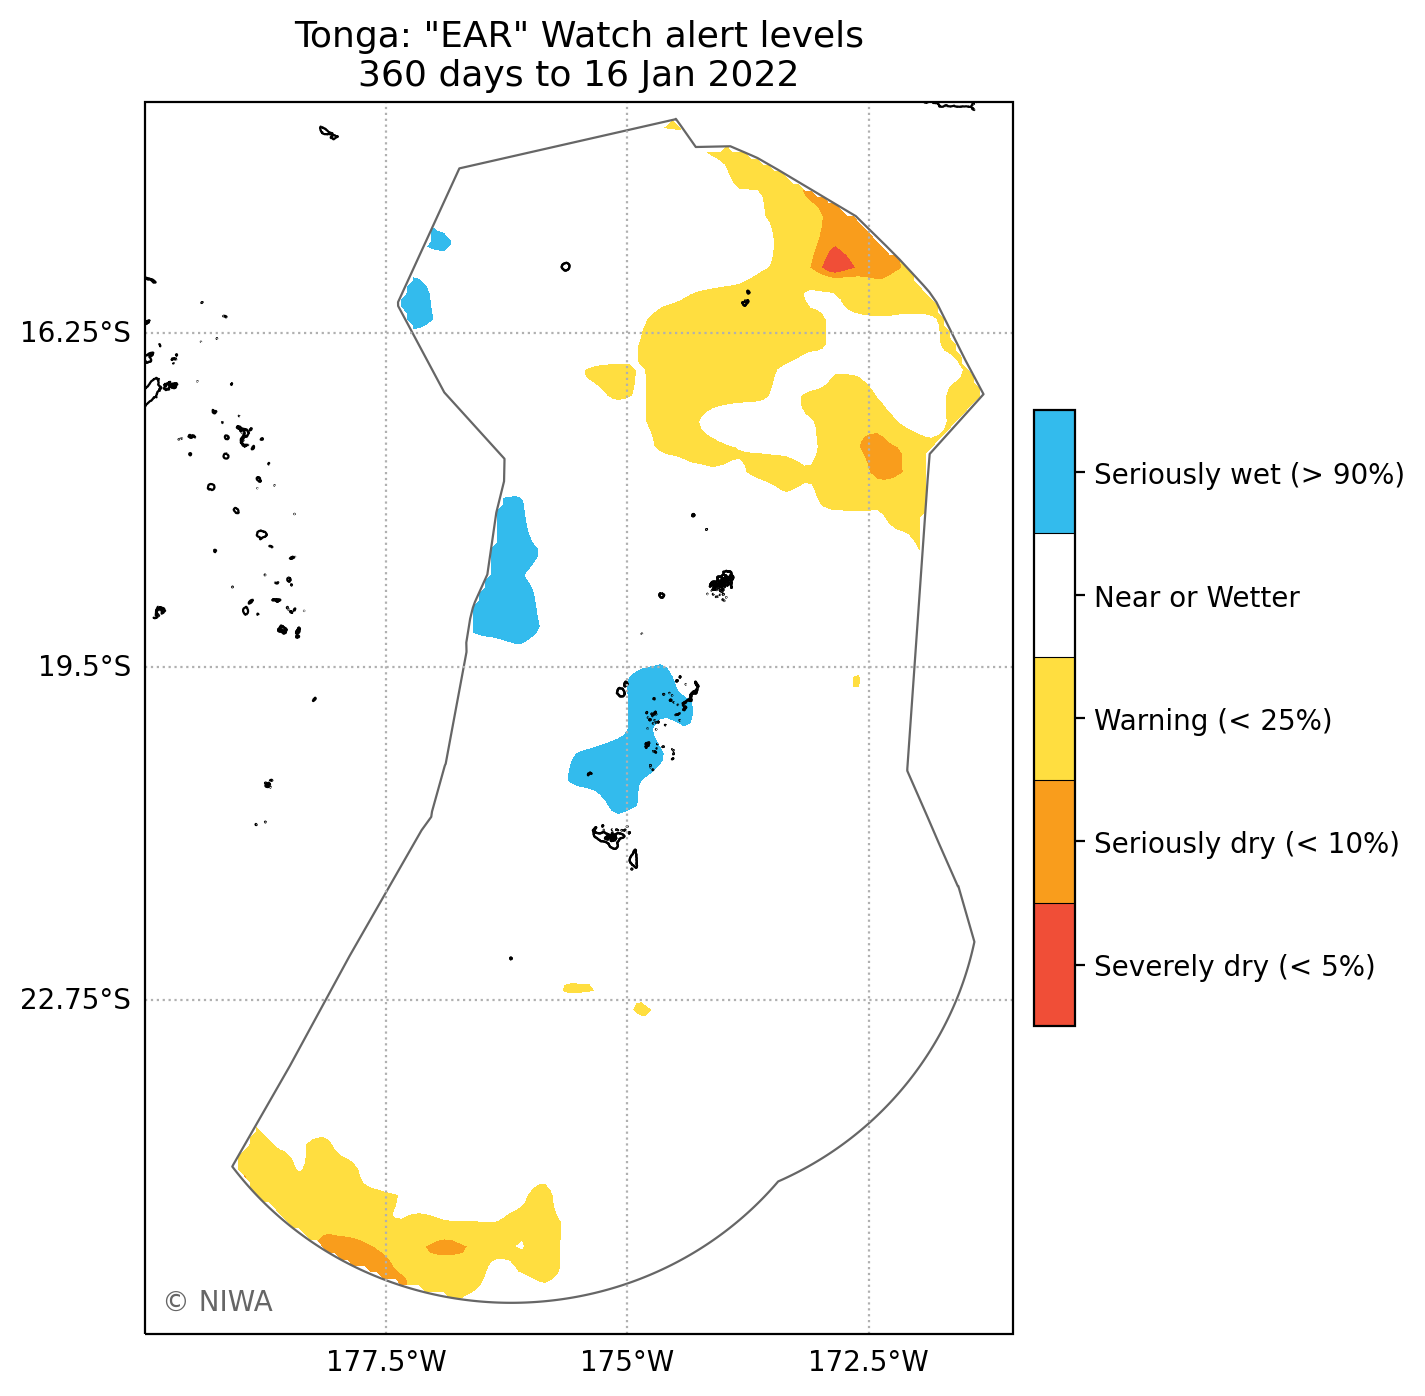 Tonga: "EAR" Watch alert levels
360 days to 16 Jan 2022
16.25°S
19.5°S
22.75°S
177.5°W
175°W
172.5°W
Seriously wet (> 90%)
Near or Wetter
Warning (< 25%)
Seriously dry (< 10%)
Severely dry (< 5%)
© NIWA